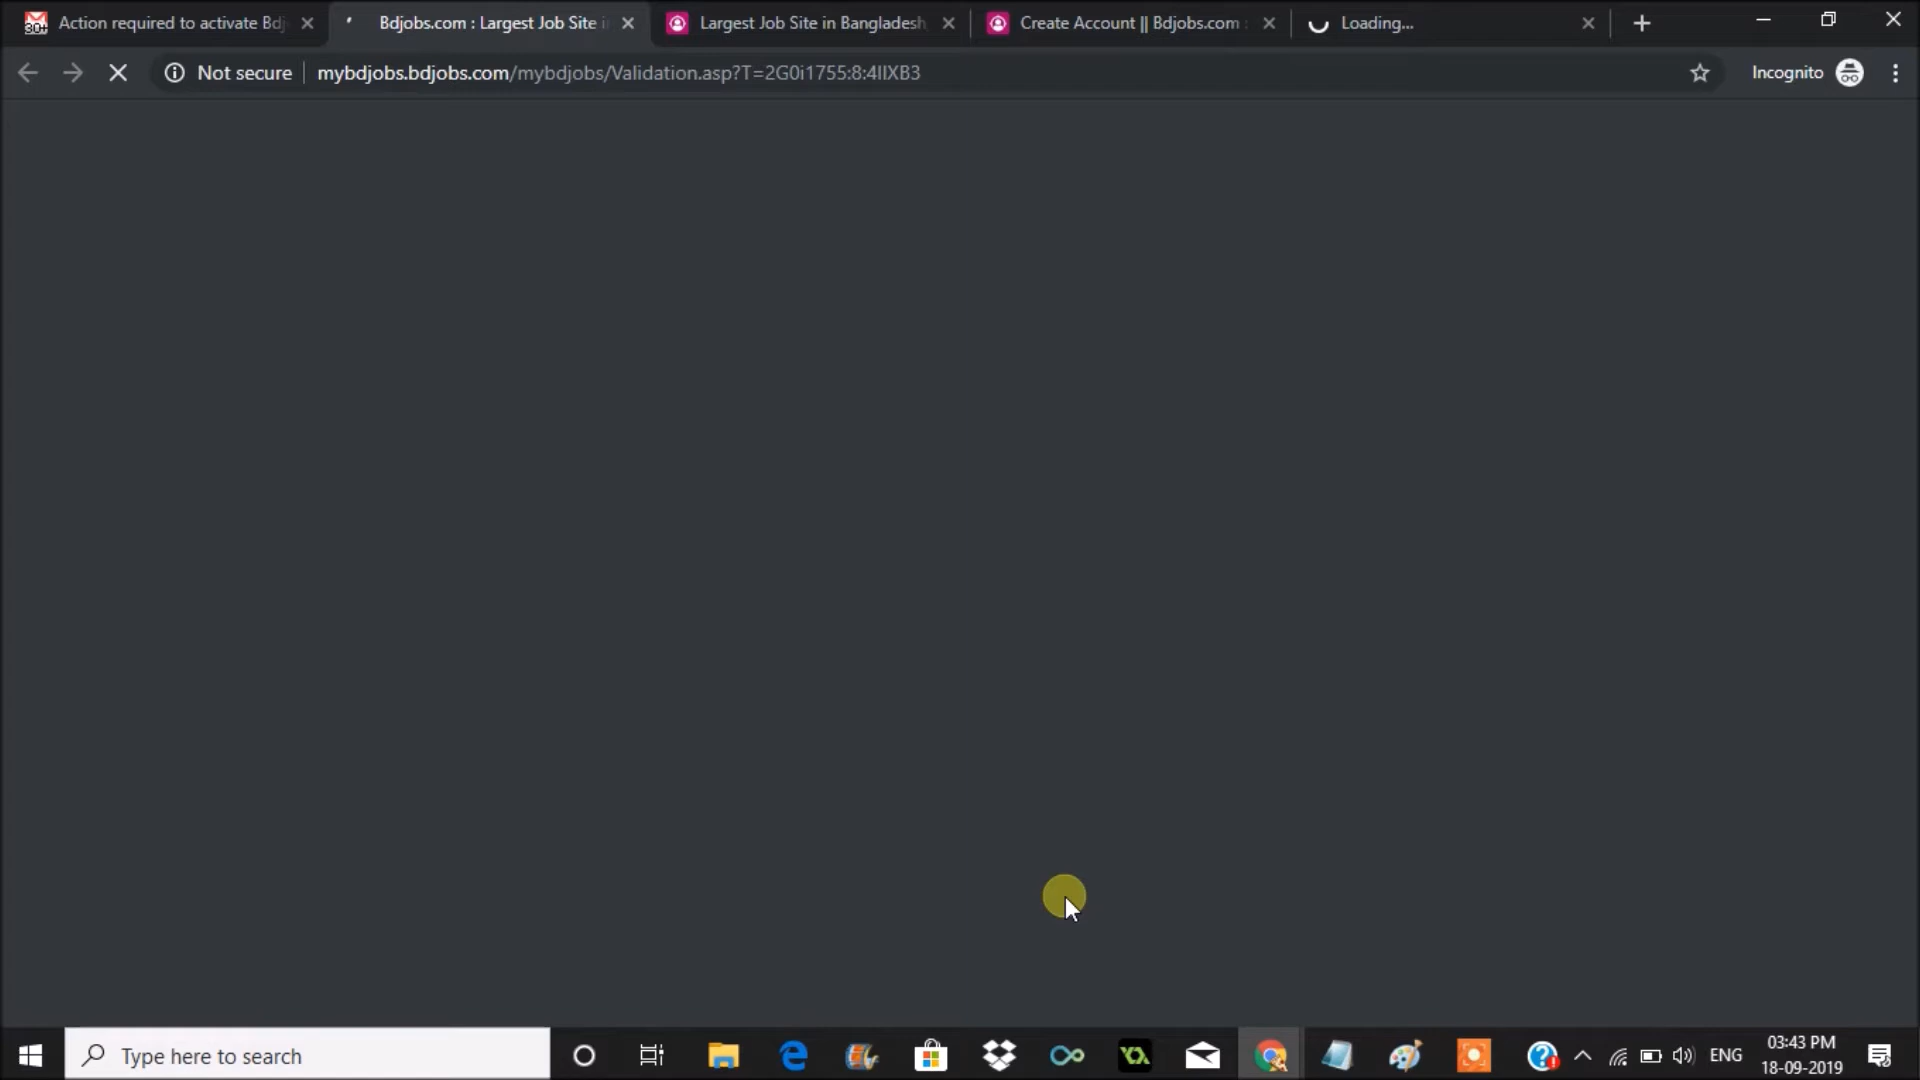 Action required to activate Bdj
Bdjobs.com : Largest Job Site i
Largest Job Site in Bangladesh
Create Account || Bdjobs.com :
Loading...
Not secure
mybdjobs.bdjobs.com/mybdjobs/Validation.asp?T=2G0i1755:8:4IIXB3
Incognito
Type here to search
ENG
03:43 PM
18-09-2019